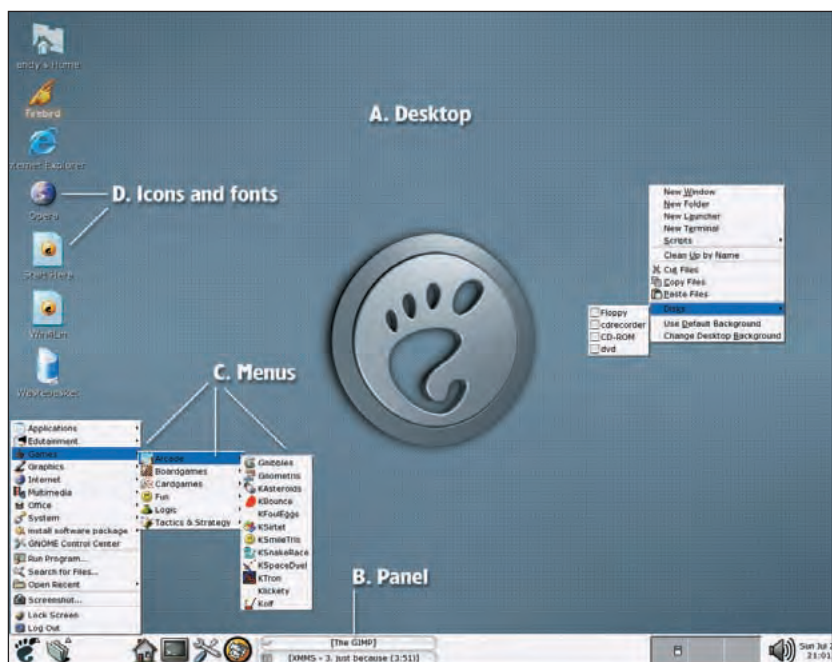 andy's Home
Firebird
Internet Explorer
Opera
Start Here
Wastebasket
A. Desktop
D. Icons and fonts
C. Menus
B. Panel
New Window
New Folder
New Launcher
New Terminal
Scripts
Clean Up by Name
Cut Files
Copy Files
Paste Files
Disks
Use Default Background
Change Desktop Background
Floppy
cdrecorder
CD-ROM
dvd
Applications
Edutainment
Games
Graphics
Internet
Multimedia
Office
System
Install software package
GNOME Control Center
Run Program...
Search for Files...
Open Recent
Screenshot...
Lock Screen
Log Out
Arcade
Boardgames
Cardgames
Fun
Logic
Tactics & Strategy
Gnibbles
Gnometris
KAsteroids
KBounce
KFoulEggs
KSirtet
KSmileTris
KSnakeRace
KSpaceDuel
KTron
Klickety
Kolf
[The GIMP]
[XMMS - 3. Just because (3:51)]
Sun Jul 2
21:01